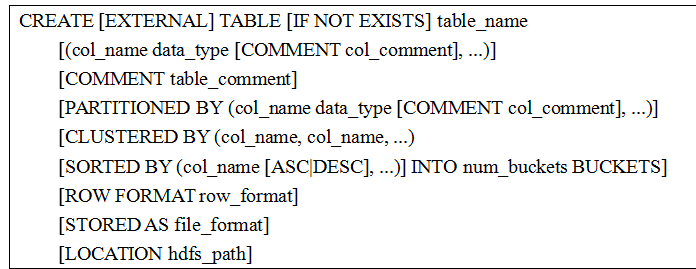 CREATE [EXTERNAL] TABLE [IF NOT EXISTS] table_name
[(col_name data_type [COMMENT col_comment], ...)]
[COMMENT table_comment]
[PARTITIONED BY (col_name data_type [COMMENT col_comment], ...)]
[CLUSTERED BY (col_name, col_name, ...)
[SORTED BY (col_name [ASC|DESC], ...)] INTO num_buckets BUCKETS]
[ROW FORMAT row_format]
[STORED AS file_format]
[LOCATION hdfs_path]